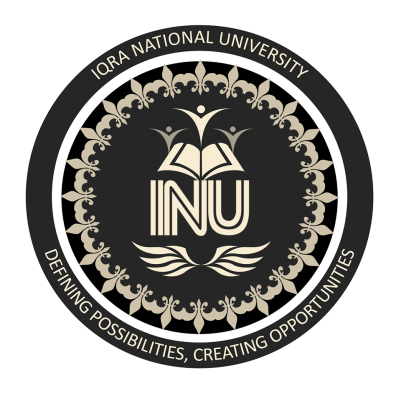 IQRA NATIONAL UNIVERSITY
INU
DEFINING POSSIBILITIES, CREATING OPPORTUNITIES